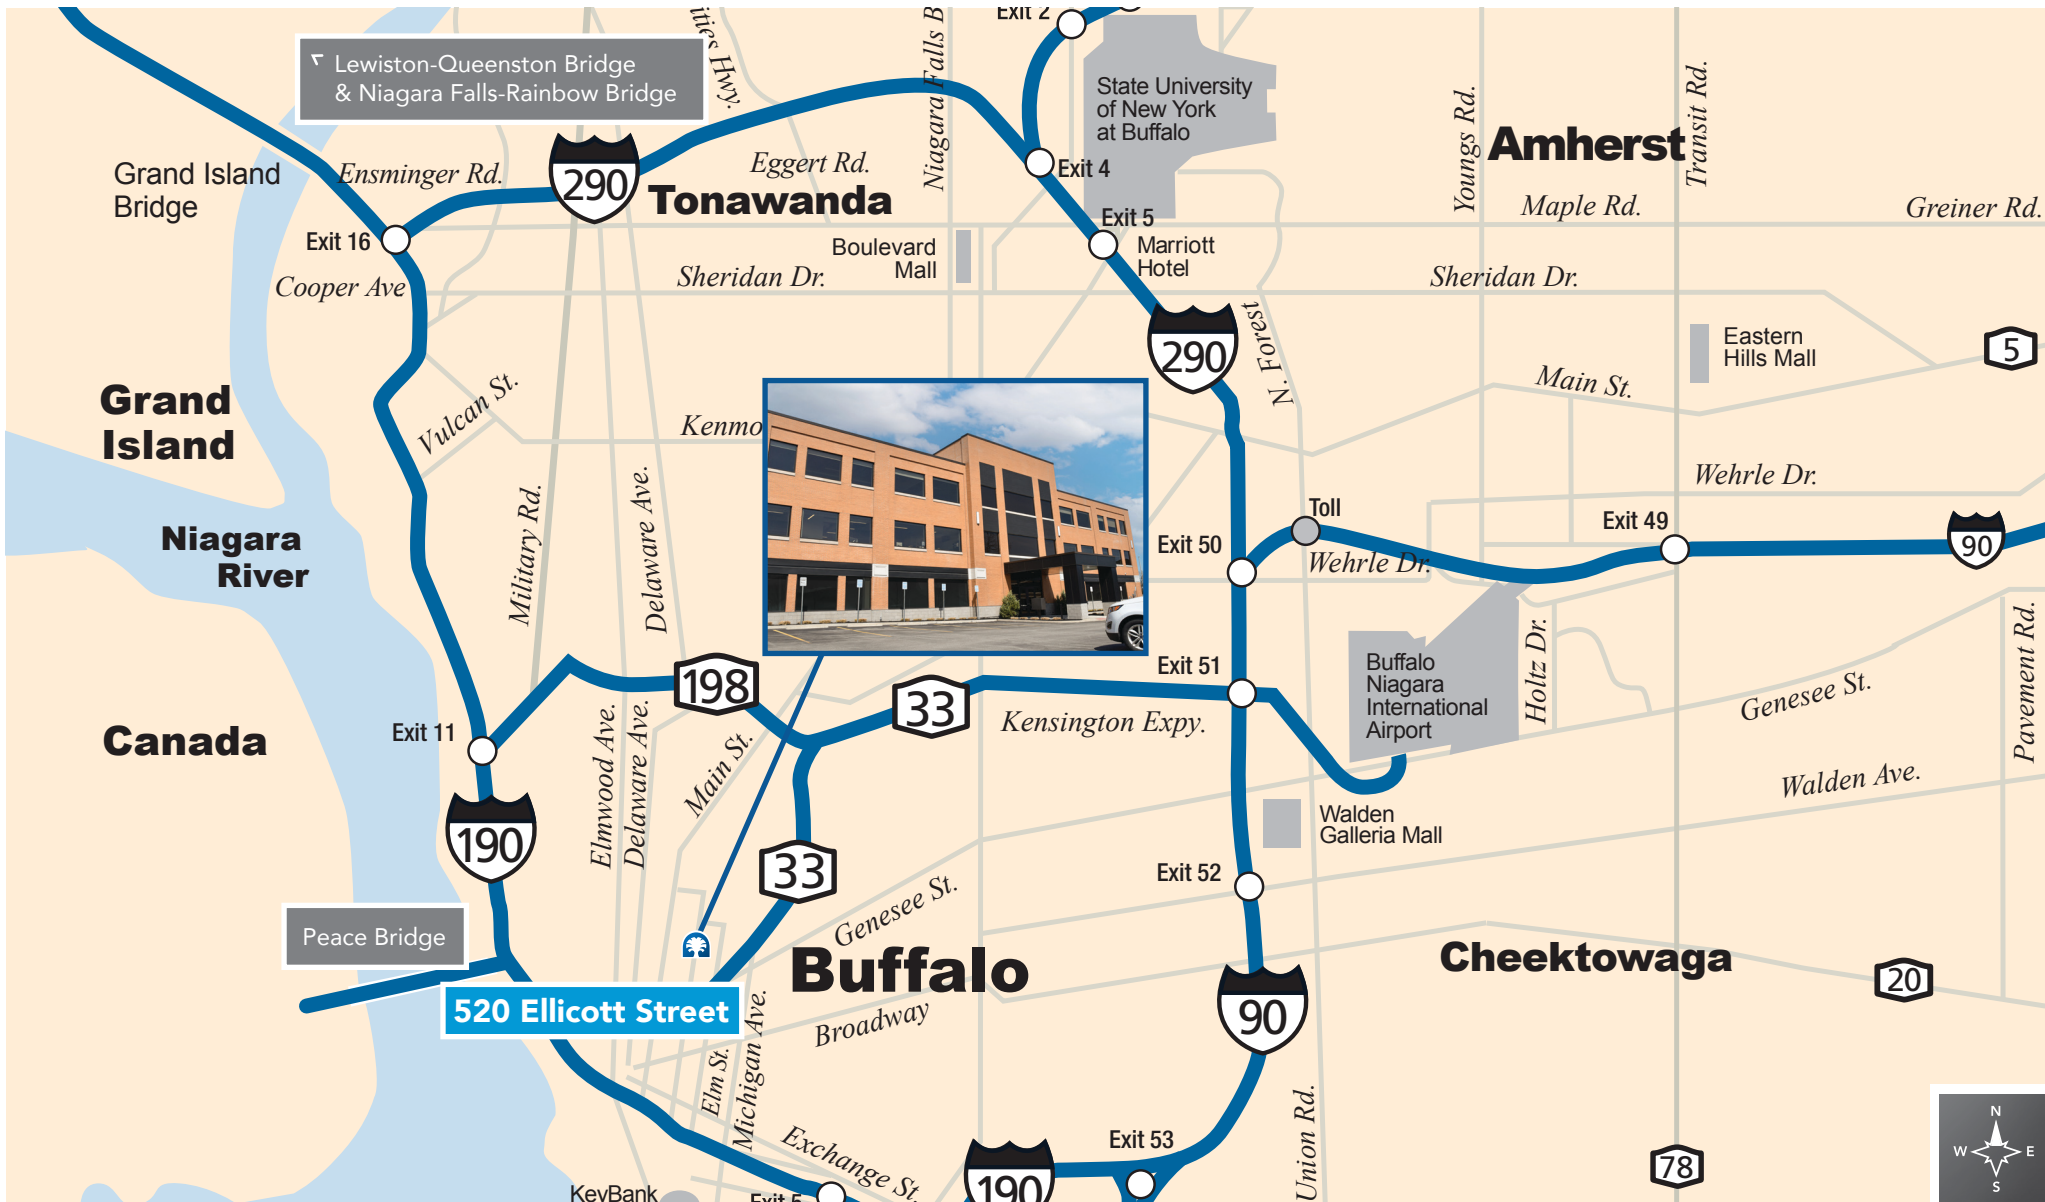 Exit 2
Lewiston-Queenston Bridge
& Niagara Falls-Rainbow Bridge
State University
of New York
at Buffalo
Youngs Rd.
Transit Rd.
Amherst
Grand Island
Bridge
Ensminger Rd.
290
Eggert Rd.
Niagara Falls B
Hwy.
Tonawanda
Exit 4
Exit 5
Maple Rd.
Greiner Rd.
Exit 16
Boulevard
Mall
Marriott
Hotel
Cooper Ave
Sheridan Dr.
Sheridan Dr.
290
N. Forest
Eastern
Hills Mall
5
Grand
Island
Vulcan St.
Kenmo
Main St.
Wehrle Dr.
Niagara
River
Military Rd.
Delaware Ave.
Toll
Exit 50
Exit 49
90
Wehrle Dr.
Exit 51
Buffalo
Niagara
International
Airport
Holtz Dr.
Genesee St.
Pavement Rd.
198
33
Kensington Expy.
Canada
Exit 11
Elmwood Ave.
Delaware Ave.
Main St.
Walden Ave.
190
33
Walden
Galleria Mall
Exit 52
Genesee St.
Peace Bridge
Buffalo
Cheektowaga
20
520 Ellicott Street
Broadway
90
Elm St.
Michigan Ave.
Exchange St.
Exit 53
Union Rd.
78
N
W
E
S
KeyBank
Exit 5
190